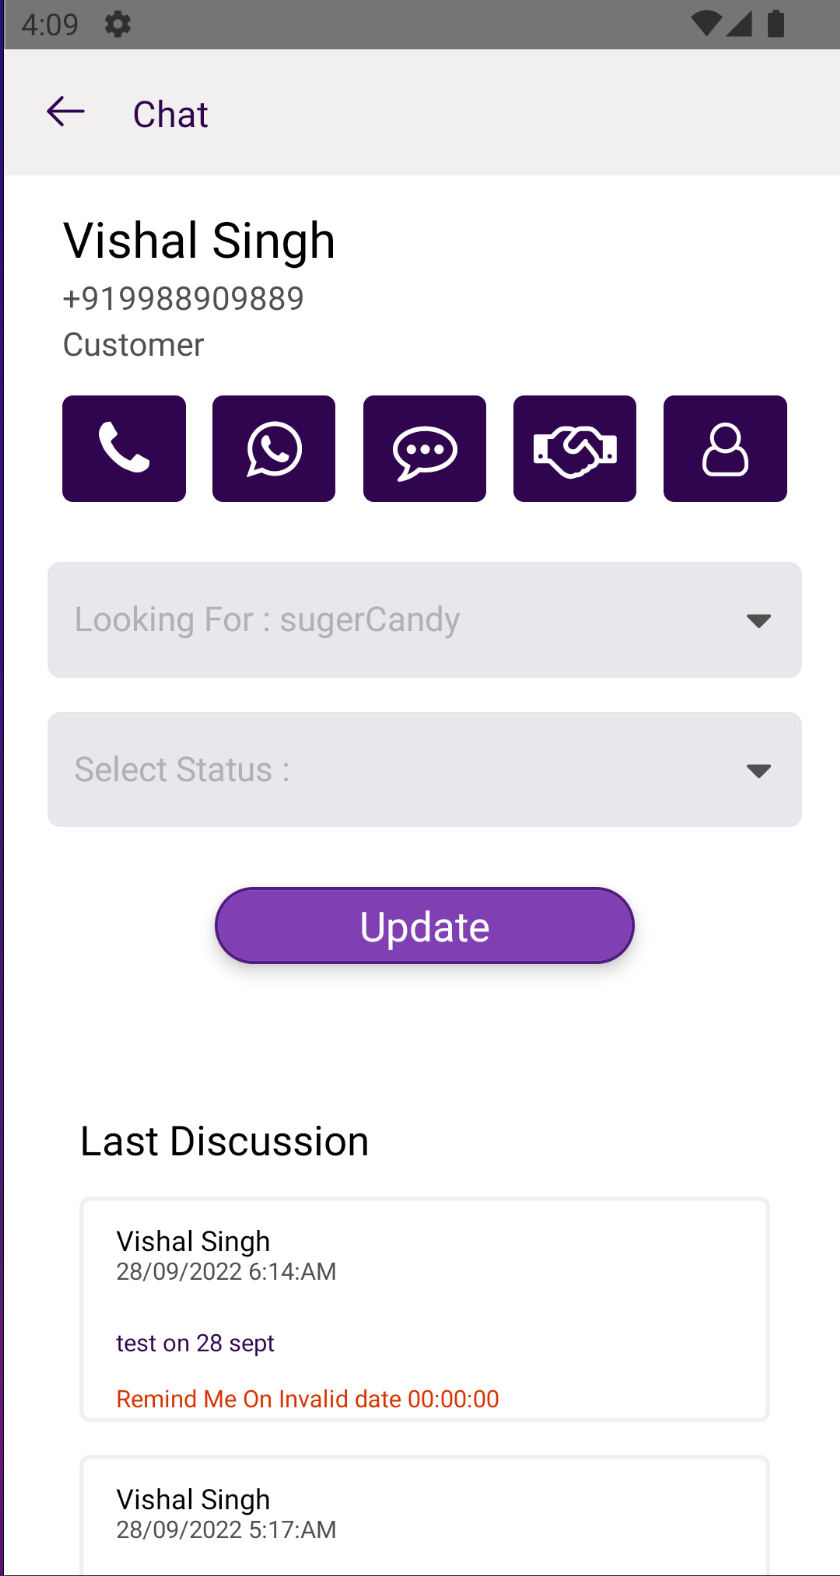 4:09
Chat
Vishal Singh
+919988909889
Customer
Looking For : sugerCandy
Select Status :
Update
Last Discussion
Vishal Singh
28/09/2022 6:14:AM
test on 28 sept
Remind Me On Invalid date 00:00:00
Vishal Singh
28/09/2022 5:17:AM